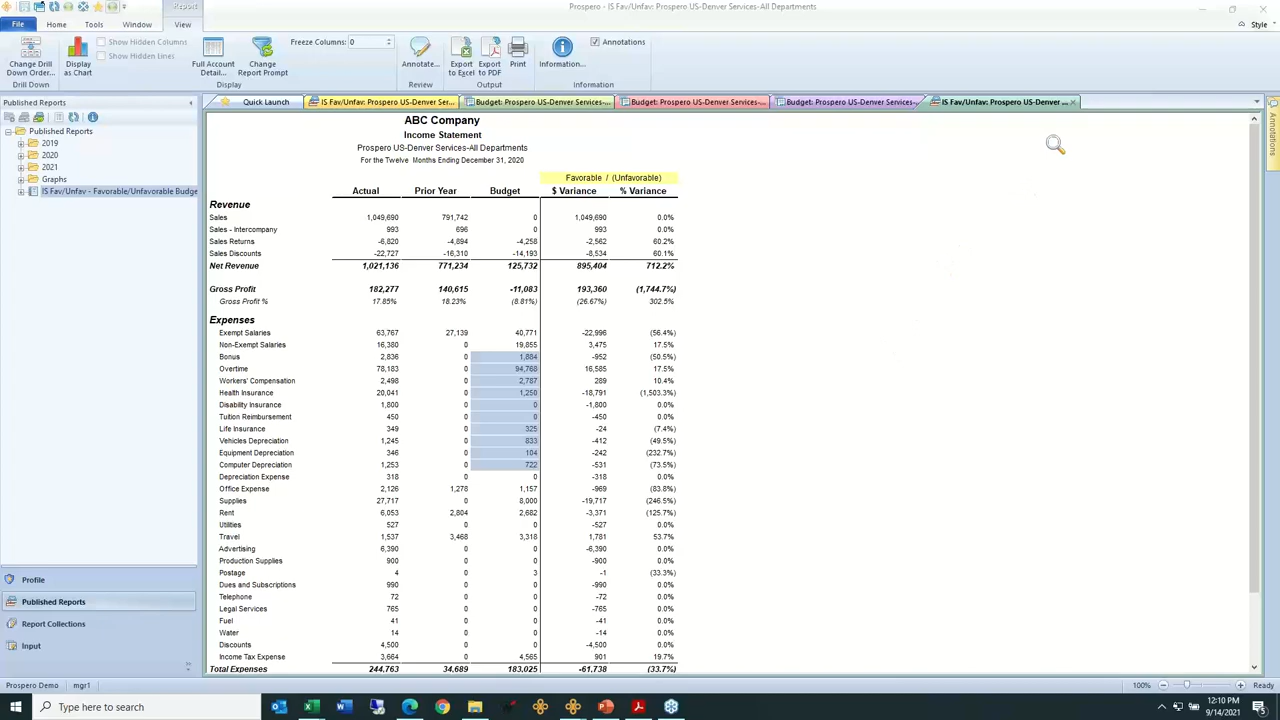 Report
Prospero - IS Fav/Unfav: Prospero US-Denver Services-All Departments
File Home Tools Window View Style
Change Drill Down Order...
Display as Chart
Show Hidden Columns
Show Hidden Lines
Full Account Detail...
Change Report Prompt
Freeze Columns: 0
Annotate...
Export to Excel
Export to PDF
Print
Information...
Annotations
Drill Down Display Review Output Information
Published Reports
Quick Launch IS Fav/Unfav: Prospero US-Denver Ser... Budget: Prospero US-Denver Services-... Budget: Prospero US-Denver Services-... Budget: Prospero US-Denver Services-... IS Fav/Unfav: Prospero US-Denver ...
Annotations
Published Reports
2019
2020
2021
Graphs
IS Fav/Unfav - Favorable/Unfavorable Budge
ABC Company
Income Statement
Prospero US-Denver Services-All Departments
For the Twelve Months Ending December 31, 2020
Favorable / (Unfavorable)
Actual Prior Year Budget $ Variance % Variance
Revenue
Sales 1,049,690 791,742 0 1,049,690 0.0%
Sales - Intercompany 993 696 0 993 0.0%
Sales Returns -6,820 -4,894 -4,258 -2,562 60.2%
Sales Discounts -22,727 -16,310 -14,193 -8,534 60.1%
Net Revenue 1,021,136 771,234 125,732 895,404 712.2%
Gross Profit 182,277 140,615 -11,083 193,360 (1,744.7%)
Gross Profit % 17.85% 18.23% (8.81%) (26.67%) 302.5%
Expenses
Exempt Salaries 63,767 27,139 40,771 -22,996 (56.4%)
Non-Exempt Salaries 16,380 0 19,855 3,475 17.5%
Bonus 2,836 0 1,884 -952 (50.5%)
Overtime 78,183 0 94,768 16,585 17.5%
Workers' Compensation 2,498 0 2,787 289 10.4%
Health Insurance 20,041 0 1,250 -18,791 (1,503.3%)
Disability Insurance 1,800 0 0 -1,800 0.0%
Tuition Reimbursement 450 0 0 -450 0.0%
Life Insurance 349 0 325 -24 (7.4%)
Vehicles Depreciation 1,245 0 833 -412 (49.5%)
Equipment Depreciation 346 0 104 -242 (232.7%)
Computer Depreciation 1,253 0 722 -531 (73.5%)
Depreciation Expense 318 0 0 -318 0.0%
Office Expense 2,126 1,278 1,157 -969 (83.8%)
Supplies 27,717 0 8,000 -19,717 (246.5%)
Rent 6,053 2,804 2,682 -3,371 (125.7%)
Utilities 527 0 0 -527 0.0%
Travel 1,537 3,468 3,318 1,781 53.7%
Advertising 6,390 0 0 -6,390 0.0%
Production Supplies 900 0 0 -900 0.0%
Postage 4 0 3 -1 (33.3%)
Dues and Subscriptions 990 0 0 -990 0.0%
Telephone 72 0 0 -72 0.0%
Legal Services 765 0 0 -765 0.0%
Fuel 41 0 0 -41 0.0%
Water 14 0 0 -14 0.0%
Discounts 4,500 0 0 -4,500 0.0%
Income Tax Expense 3,664 0 4,565 901 19.7%
Total Expenses 244,763 34,689 183,025 -61,738 (33.7%)
Profile
Published Reports
Report Collections
Input
Prospero Demo mgr1 100%
Type here to search
12:10 PM
9/14/2021